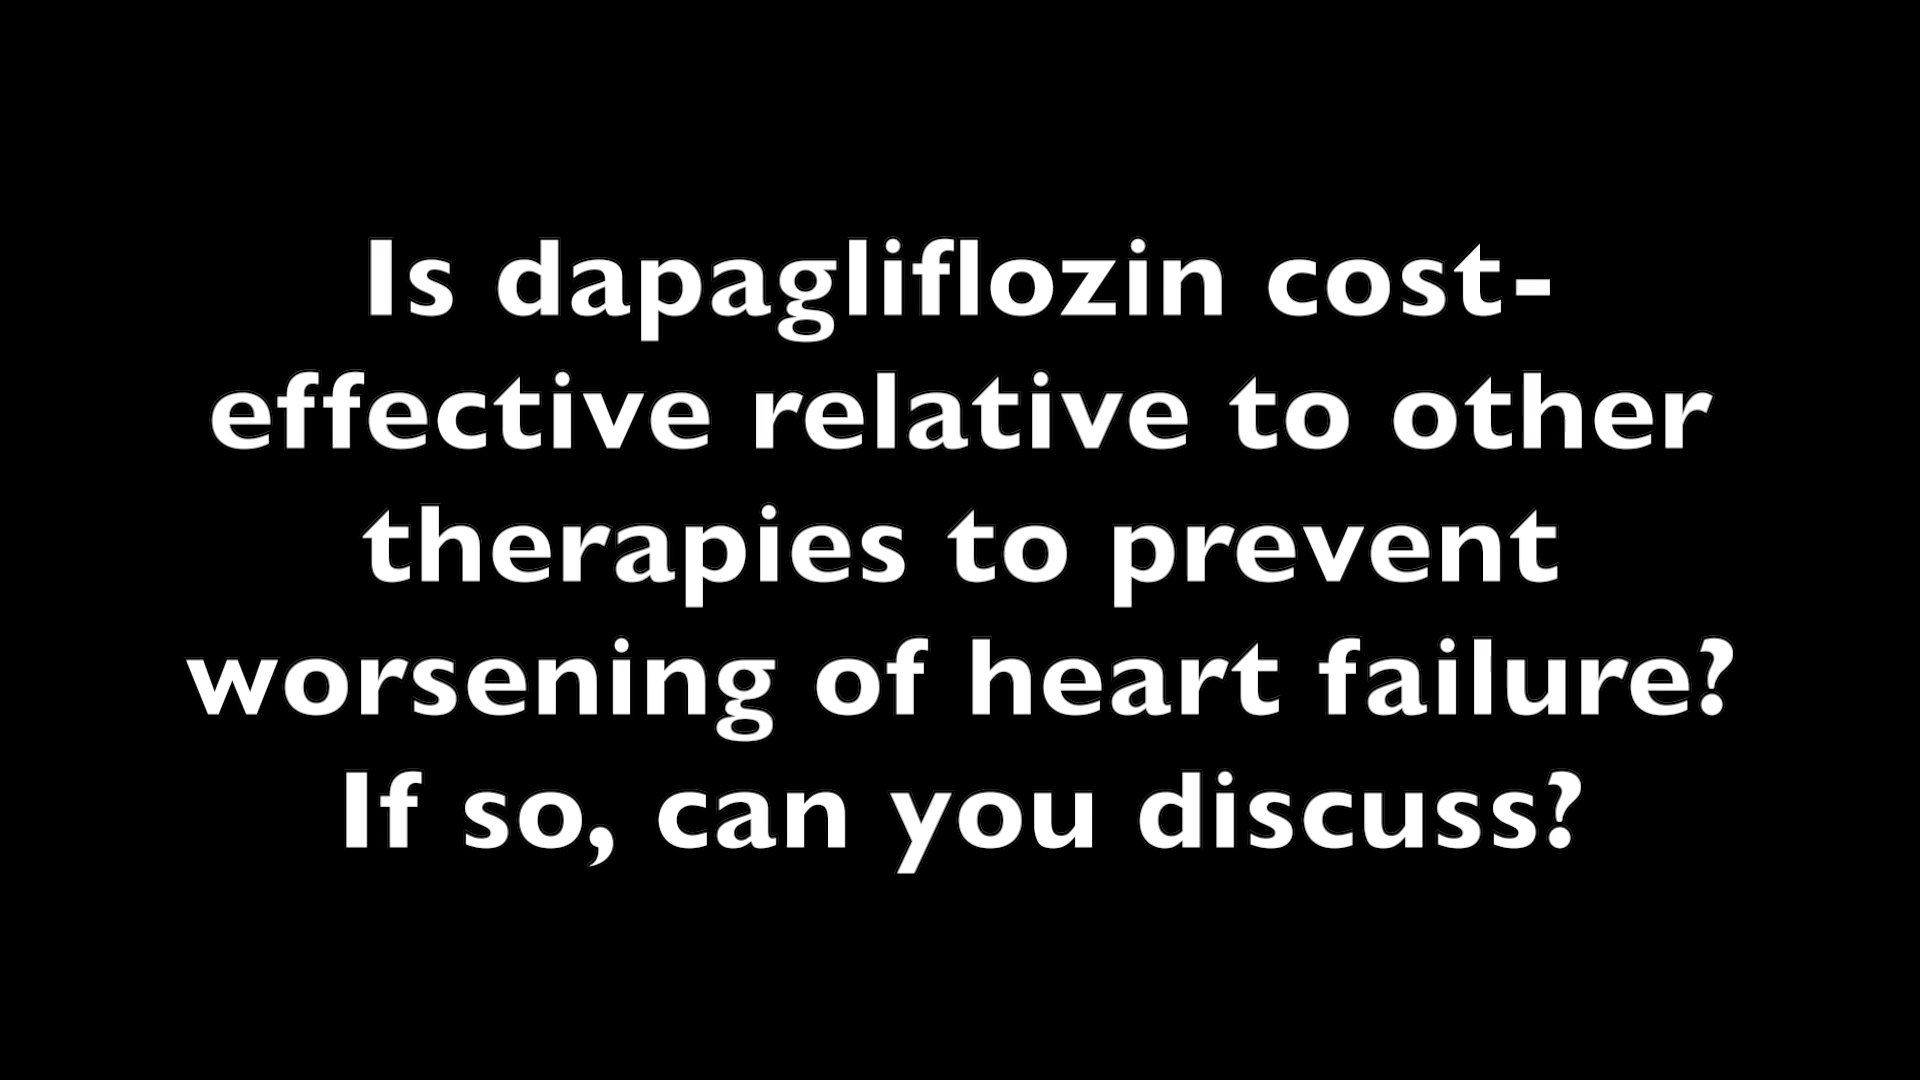 Is dapagliflozin cost-
effective relative to other
therapies to prevent
worsening of heart failure?
If so, can you discuss?